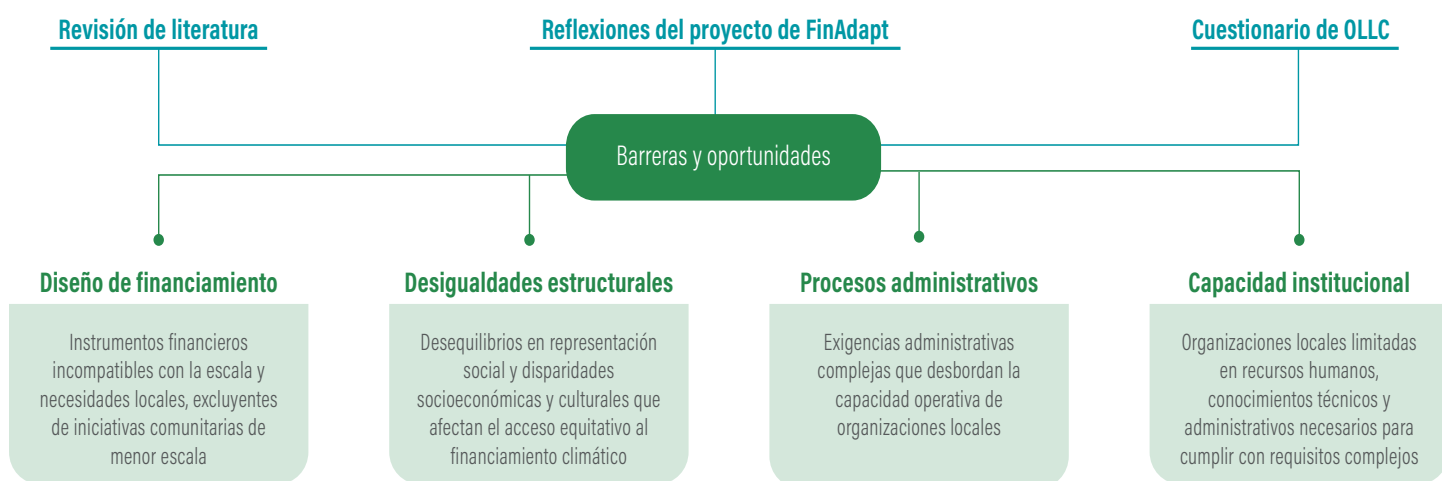 Revisión de literatura
Reflexiones del proyecto de FinAdapt
Cuestionario de OLLC
Barreras y oportunidades
Diseño de financiamiento
Instrumentos financieros
incompatibles con la escala y
necesidades locales, excluyentes
de iniciativas comunitarias de
menor escala
Desigualdades estructurales
Desequilibrios en representación
social y disparidades
socioeconómicas y culturales que
afectan el acceso equitativo al
financiamiento climático
Procesos administrativos
Exigencias administrativas
complejas que desbordan la
capacidad operativa de
organizaciones locales
Capacidad institucional
Organizaciones locales limitadas
en recursos humanos,
conocimientos técnicos y
administrativos necesarios para
cumplir con requisitos complejos